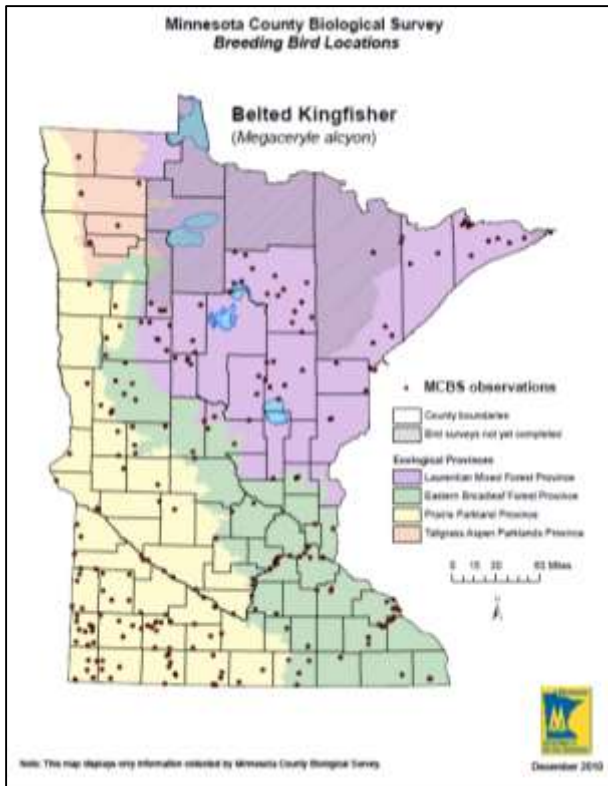 Minnesota County Biological Survey
Breeding Bird Locations
Belted Kingfisher
(Megaceryle alcyon)
MCBS observations
County boundaries
Bird surveys not yet completed
Ecological Provinces
Laurentian Mixed Forest Province
Eastern Broadleaf Forest Province
Prairie Parkland Province
Tallgrass Aspen Parklands Province
0 15 30 60 Miles
N
Note: This map displays only information collected by Minnesota County Biological Survey.
December 2010